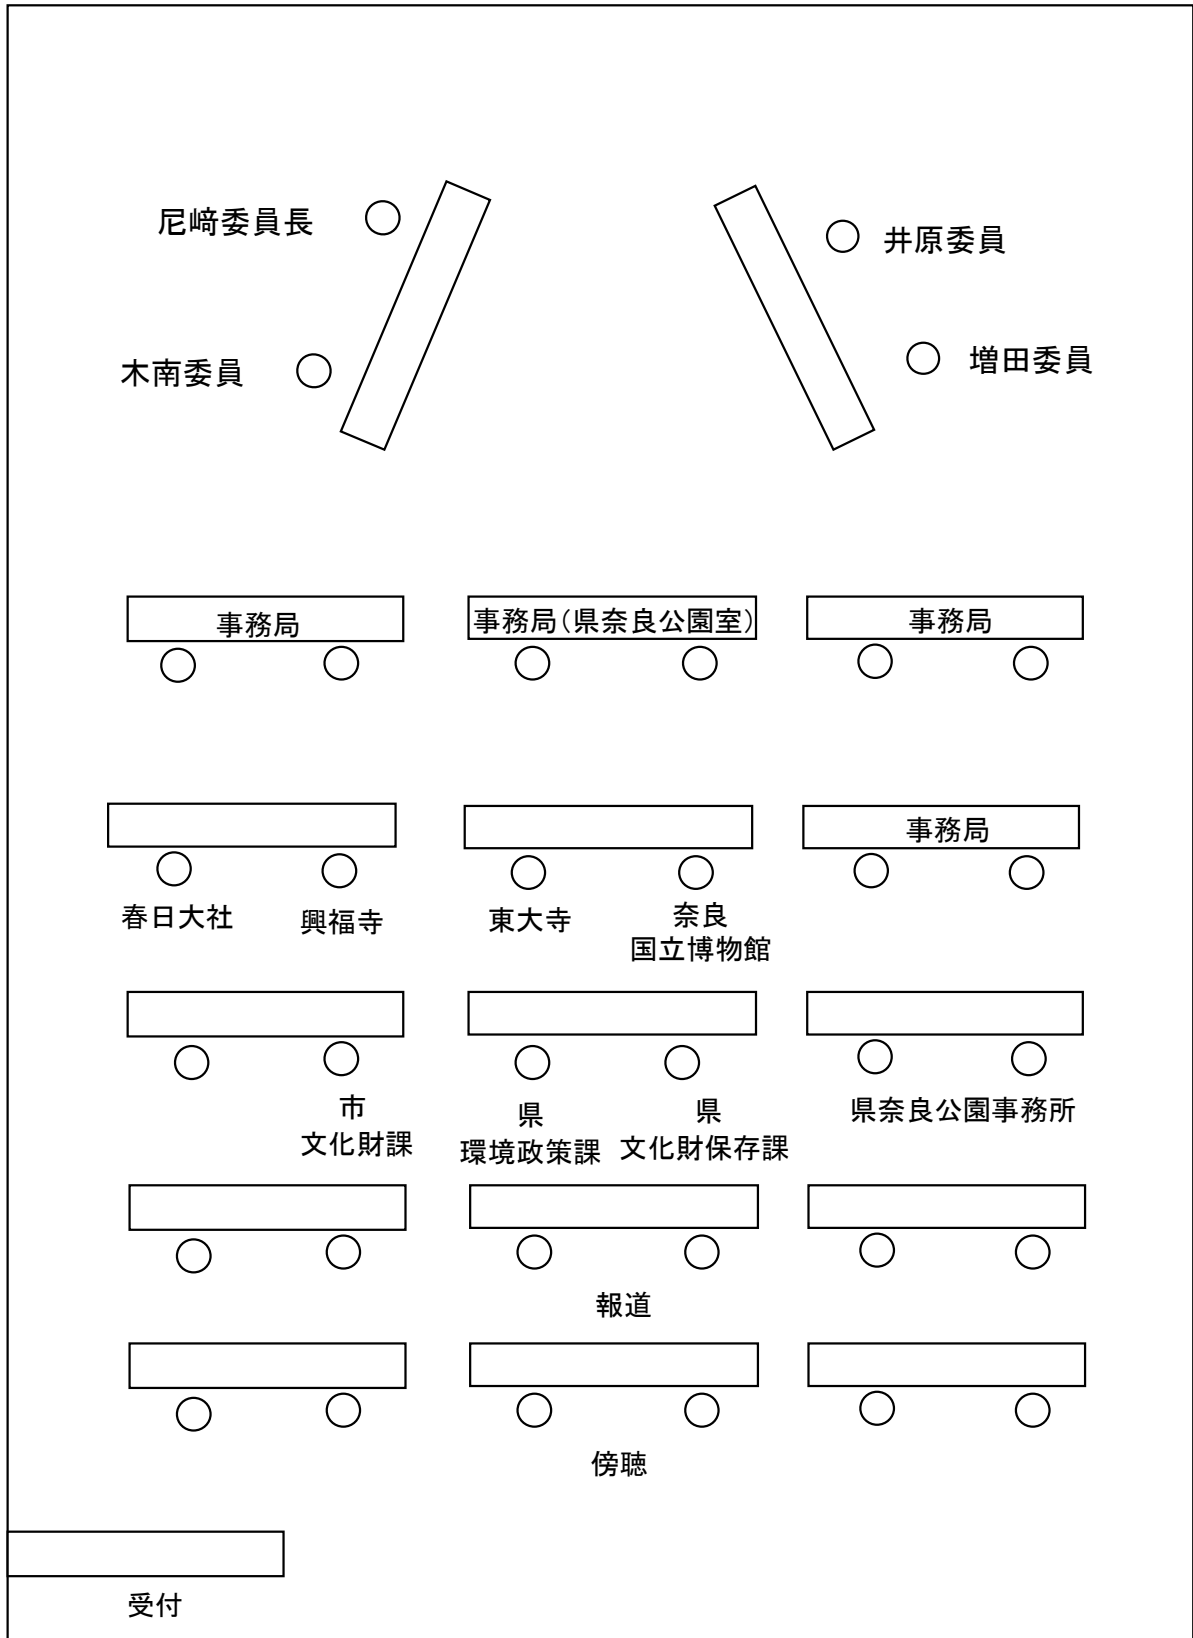 尼﨑委員長
井原委員
木南委員
増田委員
事務局
事務局（県奈良公園室）
事務局
事務局
春日大社
興福寺
東大寺
奈良
国立博物館
市
文化財課
県
環境政策課
県
文化財保存課
県奈良公園事務所
報道
傍聴
受付